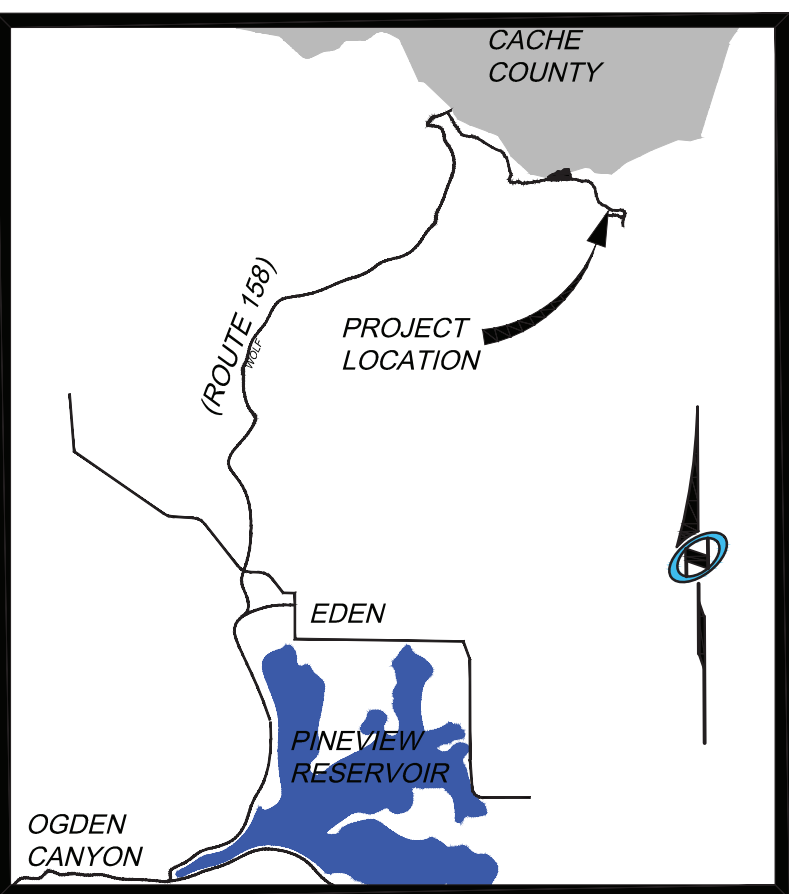 CACHE
COUNTY
(ROUTE 158)
WOLF
PROJECT
LOCATION
N
EDEN
PINEVIEW
RESERVOIR
OGDEN
CANYON